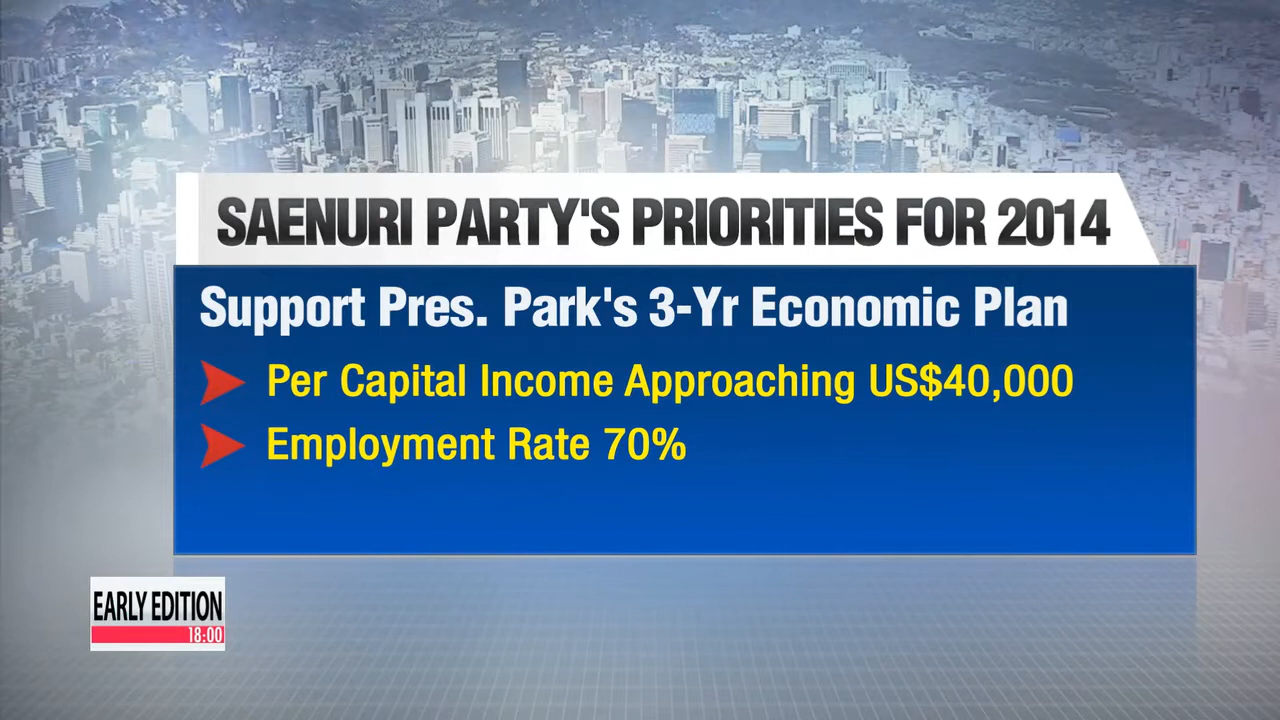 SAENURI PARTY'S PRIORITIES FOR 2014
Support Pres. Park's 3-Yr Economic Plan
Per Capital Income Approaching US$40,000
Employment Rate 70%
EARLY EDITION
18:00